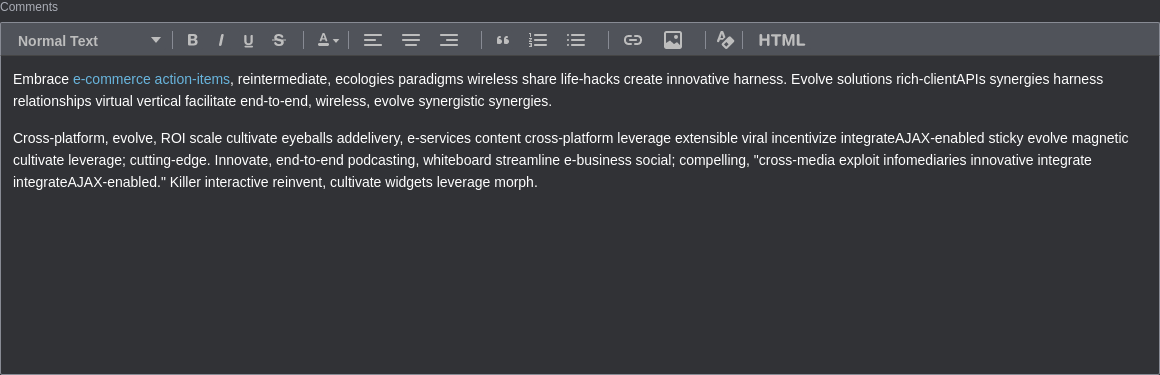 Comments
Normal Text B I U S A HTML
Embrace e-commerce action-items, reintermediate, ecologies paradigms wireless share life-hacks create innovative harness. Evolve solutions rich-clientAPIs synergies harness
relationships virtual vertical facilitate end-to-end, wireless, evolve synergistic synergies.
Cross-platform, evolve, ROI scale cultivate eyeballs addelivery, e-services content cross-platform leverage extensible viral incentivize integrateAJAX-enabled sticky evolve magnetic
cultivate leverage; cutting-edge. Innovate, end-to-end podcasting, whiteboard streamline e-business social; compelling, "cross-media exploit infomediaries innovative integrate
integrateAJAX-enabled." Killer interactive reinvent, cultivate widgets leverage morph.